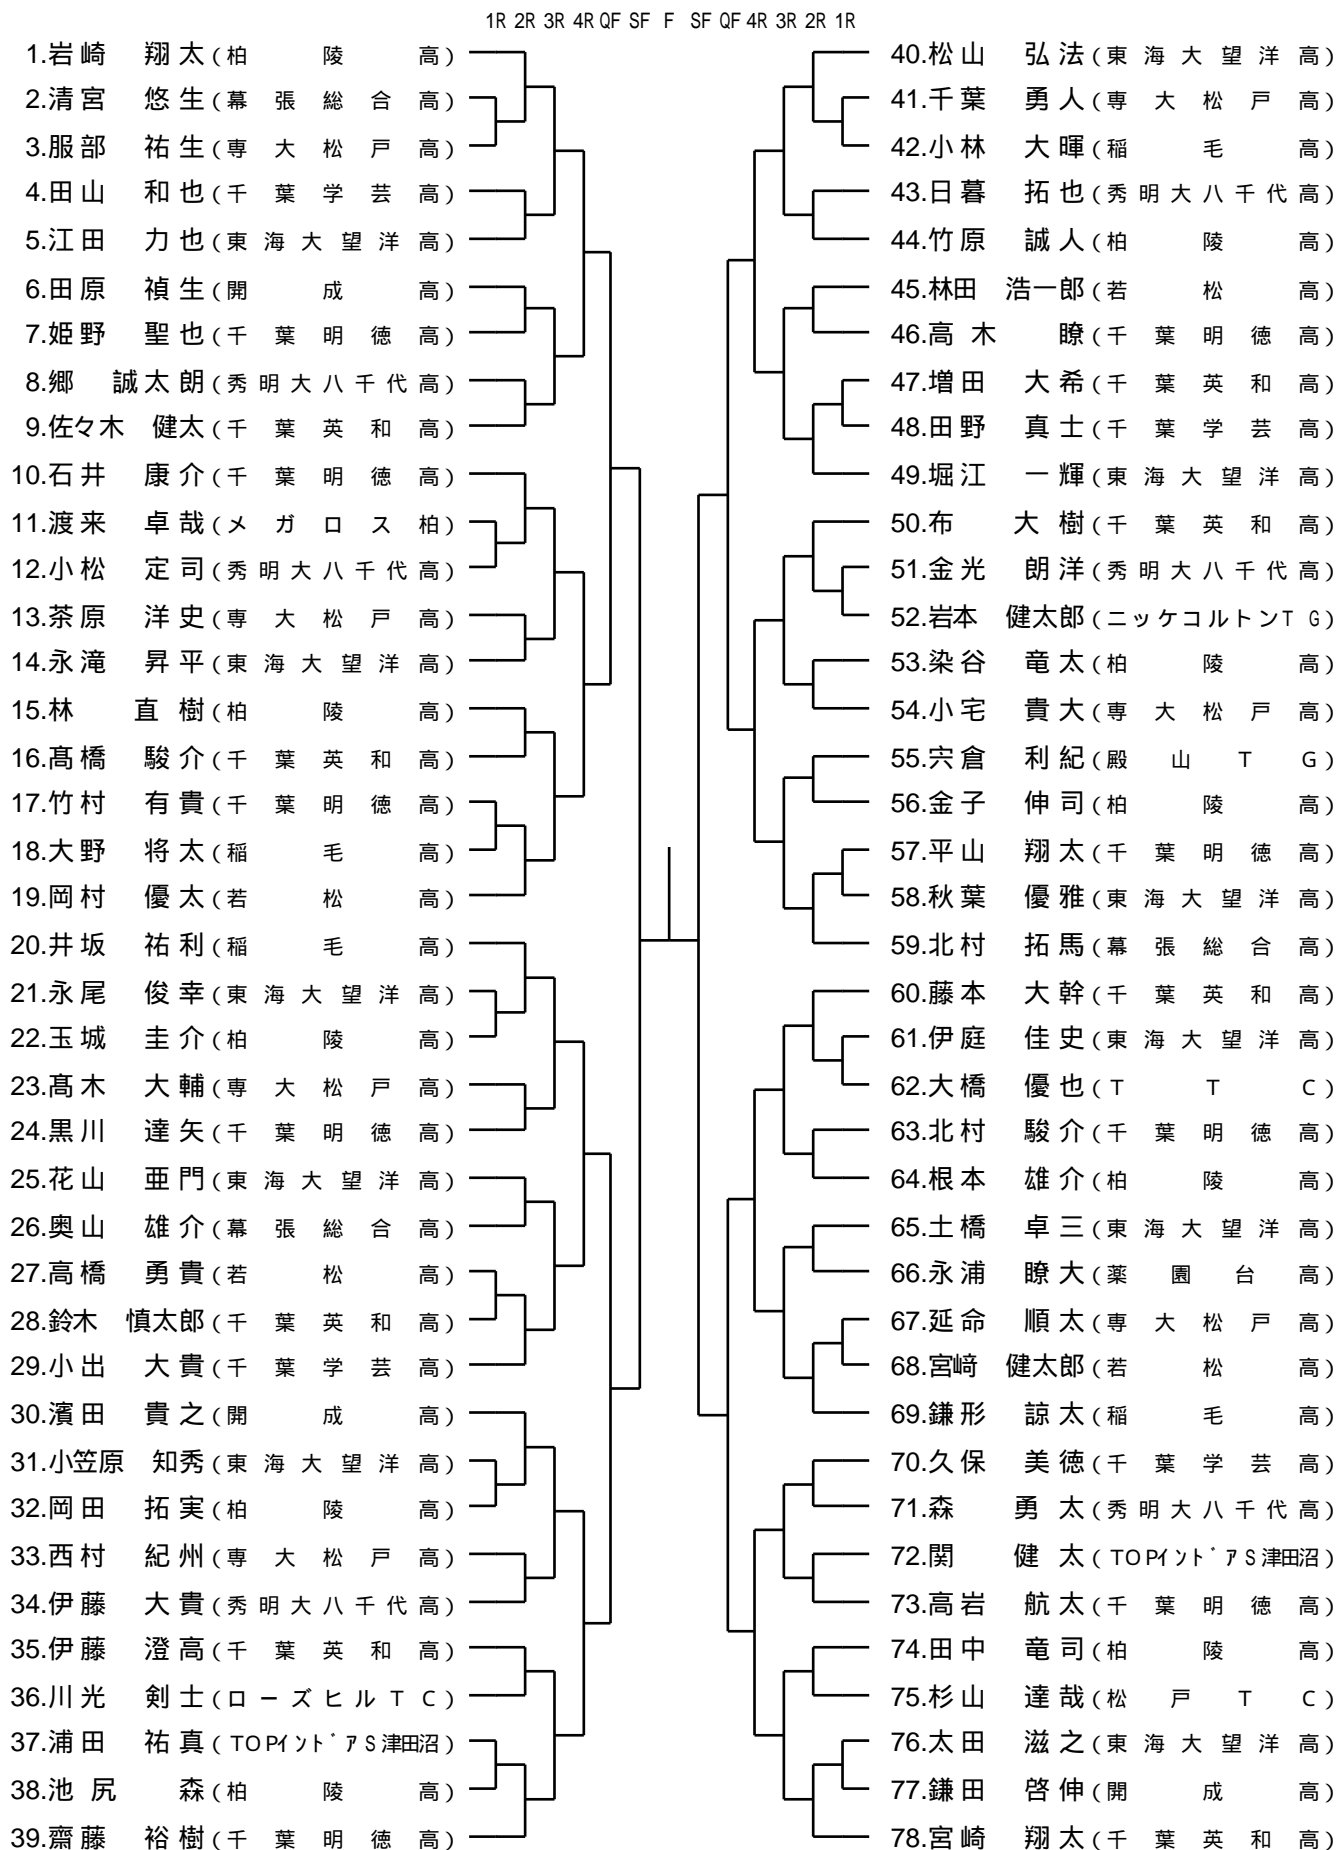 1R 2R 3R 4R QF SF F SF QF 4R 3R 2R 1R
1.岩崎 翔太(柏陵高)
2.清宮 悠生(幕張総合高)
3.服部 祐生(専大松戸高)
4.田山 和也(千葉学芸高)
5.江田 力也(東海大望洋高)
6.田原 禎生(開成高)
7.姫野 聖也(千葉明徳高)
8.郷 誠太朗(秀明大八千代高)
9.佐々木 健太(千葉英和高)
10.石井 康介(千葉明徳高)
11.渡来 卓哉(メガロス柏)
12.小松 定司(秀明大八千代高)
13.茶原 洋史(専大松戸高)
14.永滝 昇平(東海大望洋高)
15.林 直樹(柏陵高)
16.髙橋 駿介(千葉英和高)
17.竹村 有貴(千葉明徳高)
18.大野 将太(稲毛高)
19.岡村 優太(若松高)
20.井坂 祐利(稲毛高)
21.永尾 俊幸(東海大望洋高)
22.玉城 圭介(柏陵高)
23.髙木 大輔(専大松戸高)
24.黒川 達矢(千葉明徳高)
25.花山 亜門(東海大望洋高)
26.奥山 雄介(幕張総合高)
27.高橋 勇貴(若松高)
28.鈴木 慎太郎(千葉英和高)
29.小出 大貴(千葉学芸高)
30.濱田 貴之(開成高)
31.小笠原 知秀(東海大望洋高)
32.岡田 拓実(柏陵高)
33.西村 紀州(専大松戸高)
34.伊藤 大貴(秀明大八千代高)
35.伊藤 澄高(千葉英和高)
36.川光 剣士(ローズヒルTC)
37.浦田 祐真(TOPインドアS津田沼)
38.池尻 森(柏陵高)
39.齋藤 裕樹(千葉明徳高)
40.松山 弘法(東海大望洋高)
41.千葉 勇人(専大松戸高)
42.小林 大暉(稲毛高)
43.日暮 拓也(秀明大八千代高)
44.竹原 誠人(柏陵高)
45.林田 浩一郎(若松高)
46.高木 瞭(千葉明徳高)
47.増田 大希(千葉英和高)
48.田野 真士(千葉学芸高)
49.堀江 一輝(東海大望洋高)
50.布 大樹(千葉英和高)
51.金光 朗洋(秀明大八千代高)
52.岩本 健太郎(ニッケコルトンTG)
53.染谷 竜太(柏陵高)
54.小宅 貴大(専大松戸高)
55.宍倉 利紀(殿山TG)
56.金子 伸司(柏陵高)
57.平山 翔太(千葉明徳高)
58.秋葉 優雅(東海大望洋高)
59.北村 拓馬(幕張総合高)
60.藤本 大幹(千葉英和高)
61.伊庭 佳史(東海大望洋高)
62.大橋 優也(TTC)
63.北村 駿介(千葉明徳高)
64.根本 雄介(柏陵高)
65.土橋 卓三(東海大望洋高)
66.永浦 瞭大(薬園台高)
67.延命 順太(専大松戸高)
68.宮﨑 健太郎(若松高)
69.鎌形 諒太(稲毛高)
70.久保 美徳(千葉学芸高)
71.森 勇太(秀明大八千代高)
72.関 健太(TOPインドアS津田沼)
73.高岩 航太(千葉明徳高)
74.田中 竜司(柏陵高)
75.杉山 達哉(松戸TC)
76.太田 滋之(東海大望洋高)
77.鎌田 啓伸(開成高)
78.宮崎 翔太(千葉英和高)